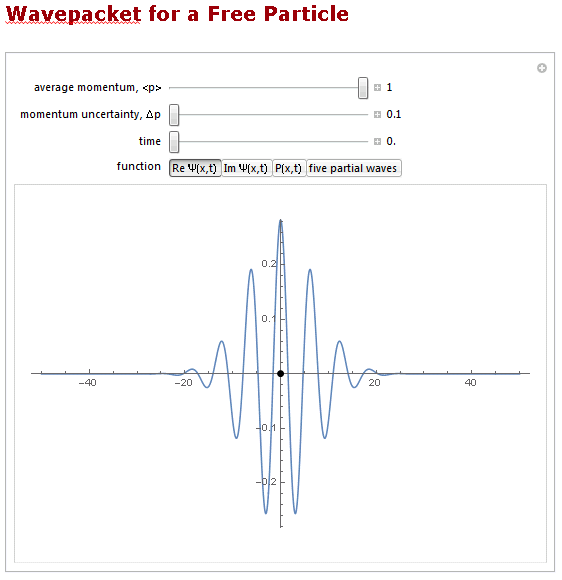 Wavepacket for a Free Particle
average momentum, <p> 1
momentum uncertainty, Δp 0.1
time 0.
function Re Ψ(x,t) Im Ψ(x,t) P(x,t) five partial waves
0.2
0.1
−40 −20 20 40
−0.1
−0.2